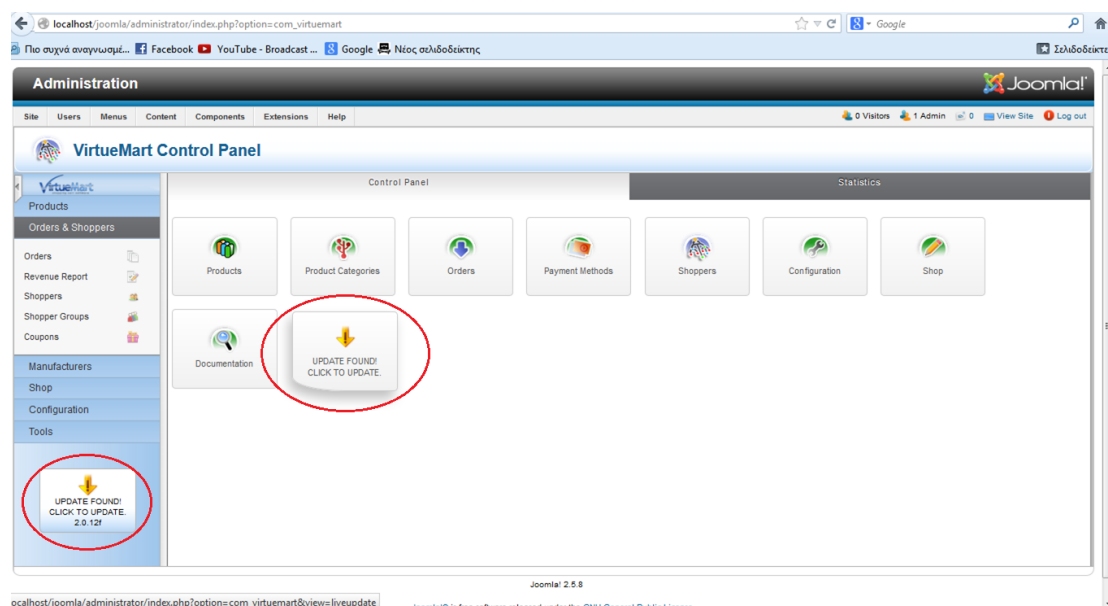 localhost/joomla/administrator/index.php?option=com_virtuemart
Google
Πιο συχνά αναγνωσμέ...
Facebook
YouTube - Broadcast ...
Google
Νέος σελιδοδείκτης
Σελιδοδείκτε
Administration
Joomla!
Site Users Menus Content Components Extensions Help
0 Visitors 1 Admin 0 View Site Log out
VirtueMart Control Panel
VirtueMart
Control Panel
Statistics
Products
Orders & Shoppers
Orders
Revenue Report
Shoppers
Shopper Groups
Coupons
Manufacturers
Shop
Configuration
Tools
UPDATE FOUND!
CLICK TO UPDATE.
2.0.12f
Products
Product Categories
Orders
Payment Methods
Shoppers
Configuration
Shop
Documentation
UPDATE FOUND!
CLICK TO UPDATE.
Joomla! 2.5.8
ocalhost/joomla/administrator/index.php?option=com_virtuemart&view=liveupdate